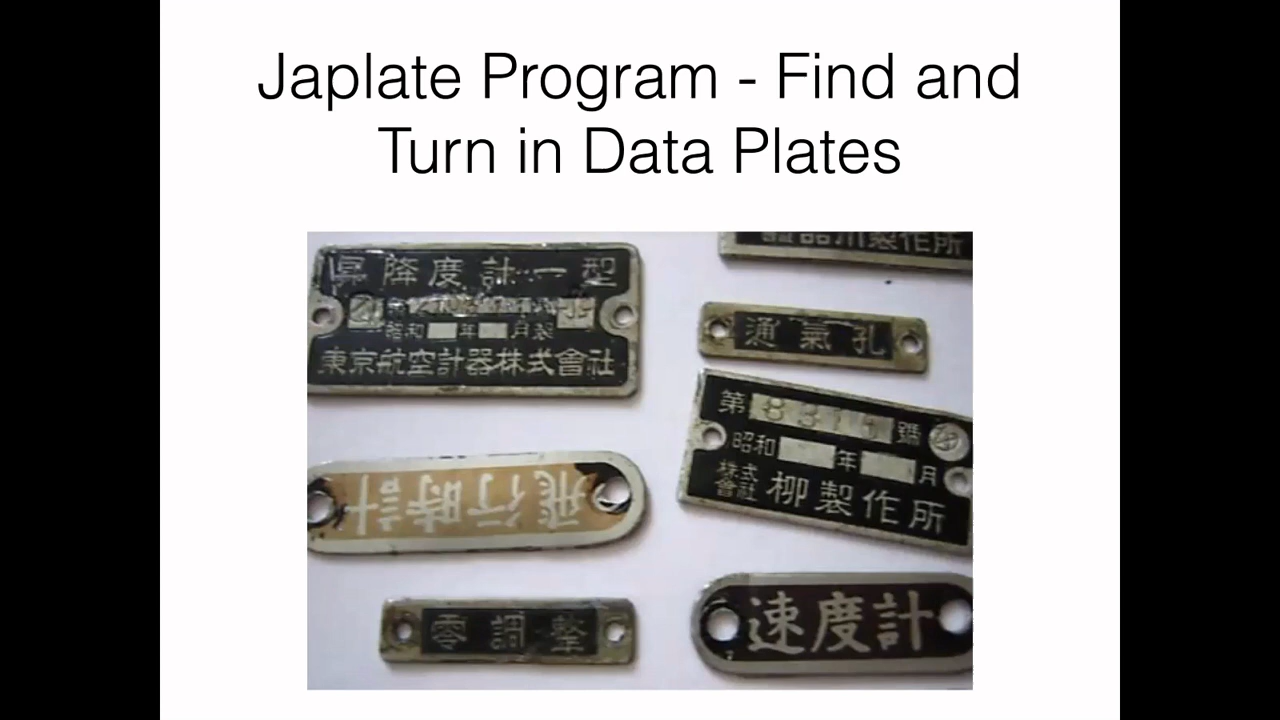 Japlate Program - Find and
Turn in Data Plates
昇降度計一型
昭和 年 月製
東京航空計器株式會社
品川製作所
通氣孔
第 號
昭和 年 月
株式會社 柳製作所
飛行時計
零調整
速度計